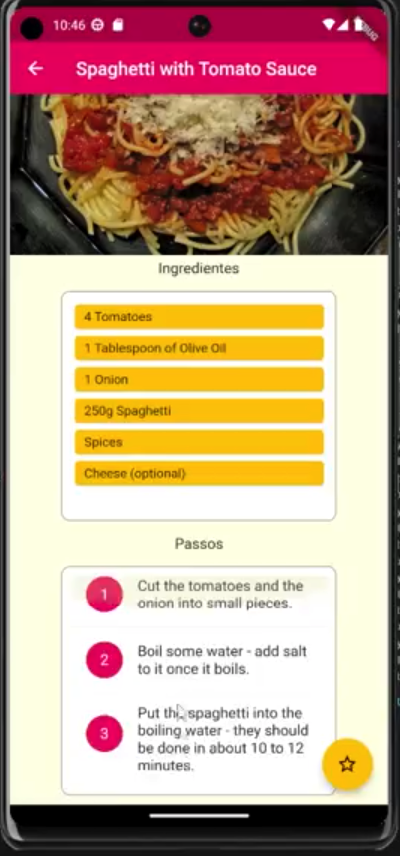 10:46
Spaghetti with Tomato Sauce
Ingredientes
4 Tomatoes
1 Tablespoon of Olive Oil
1 Onion
250g Spaghetti
Spices
Cheese (optional)
Passos
1
Cut the tomatoes and the
onion into small pieces.
2
Boil some water - add salt
to it once it boils.
3
Put the spaghetti into the
boiling water - they should
be done in about 10 to 12
minutes.